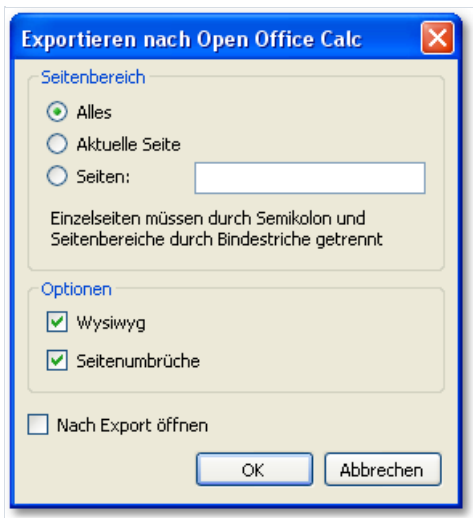 Exportieren nach Open Office Calc
Seitenbereich
Alles
Aktuelle Seite
Seiten:
Einzelseiten müssen durch Semikolon und
Seitenbereiche durch Bindestriche getrennt
Optionen
Wysiwyg
Seitenumbrüche
Nach Export öffnen
OK Abbrechen